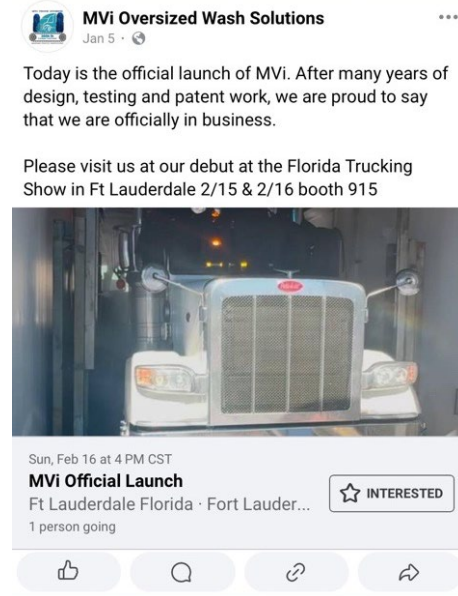 MVi Oversized Wash Solutions
Jan 5 ·
Today is the official launch of MVi. After many years of
design, testing and patent work, we are proud to say
that we are officially in business.
Please visit us at our debut at the Florida Trucking
Show in Ft Lauderdale 2/15 & 2/16 booth 915
Sun, Feb 16 at 4 PM CST
MVi Official Launch
Ft Lauderdale Florida · Fort Lauder...
1 person going
INTERESTED